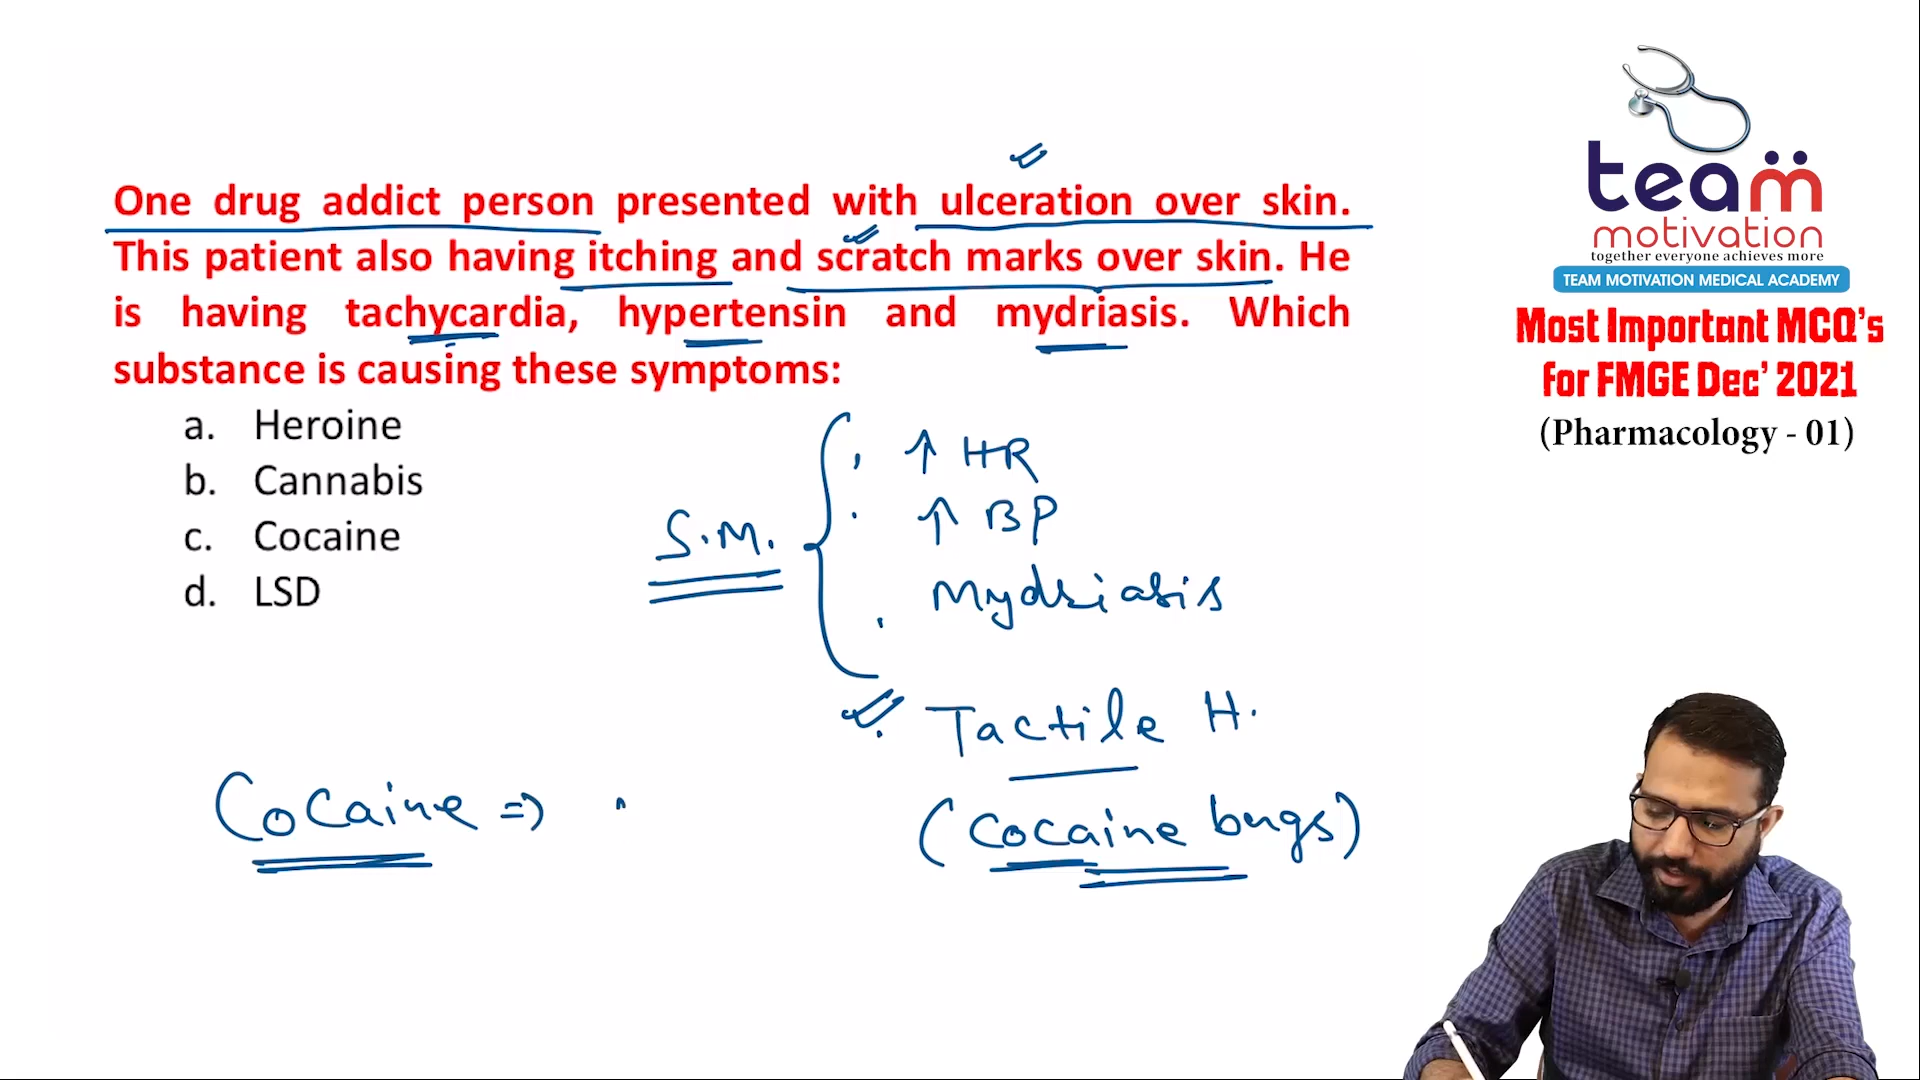 One drug addict person presented with ulceration over skin.
This patient also having itching and scratch marks over skin. He
is having tachycardia, hypertensin and mydriasis. Which
substance is causing these symptoms:
a. Heroine
b. Cannabis
c. Cocaine
d. LSD
S.M.
↑ HR
↑ BP
Mydriasis
Tactile H.
(Cocaine bugs)
Cocaine ⇒
team
motivation
together everyone achieves more
TEAM MOTIVATION MEDICAL ACADEMY
Most Important MCQ's
for FMGE Dec' 2021
(Pharmacology - 01)